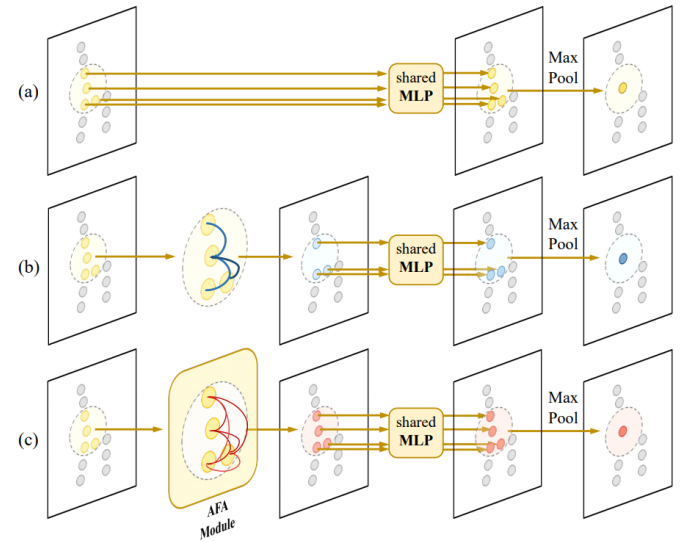 (a)
shared
MLP
Max
Pool
(b)
shared
MLP
Max
Pool
(c)
AFA
Module
shared
MLP
Max
Pool